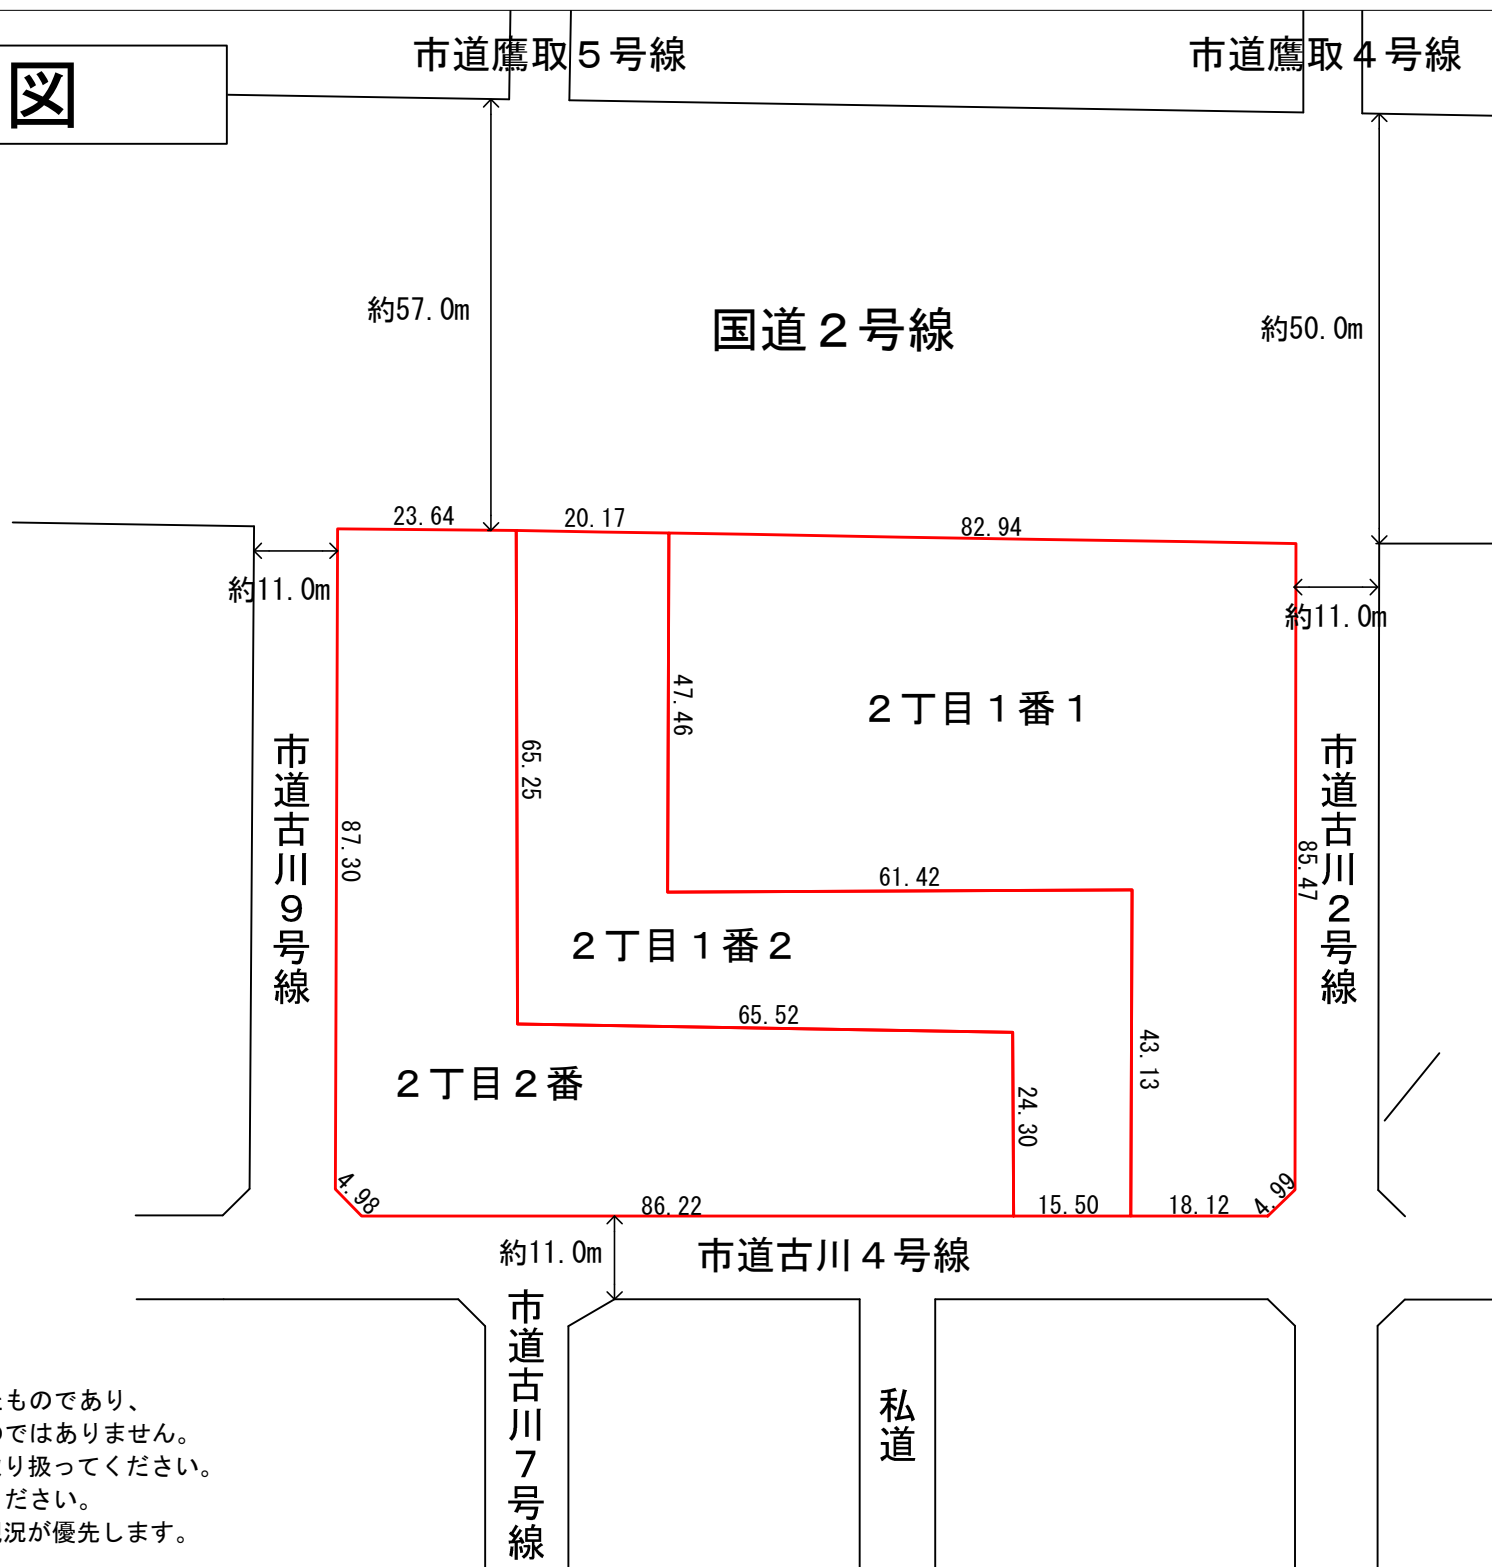 図
市道鷹取５号線
市道鷹取４号線
約57.0m
国道２号線
約50.0m
23.64
20.17
82.94
約11.0m
約11.0m
47.46
２丁目１番１
65.25
市道古川９号線
市道古川２号線
87.30
85.47
61.42
２丁目１番２
65.52
43.13
２丁目２番
24.30
4.98
86.22
15.50
18.12
4.99
約11.0m
市道古川４号線
市道古川７号線
私道
ものであり、
のではありません。
り扱ってください。
ださい。
況が優先します。